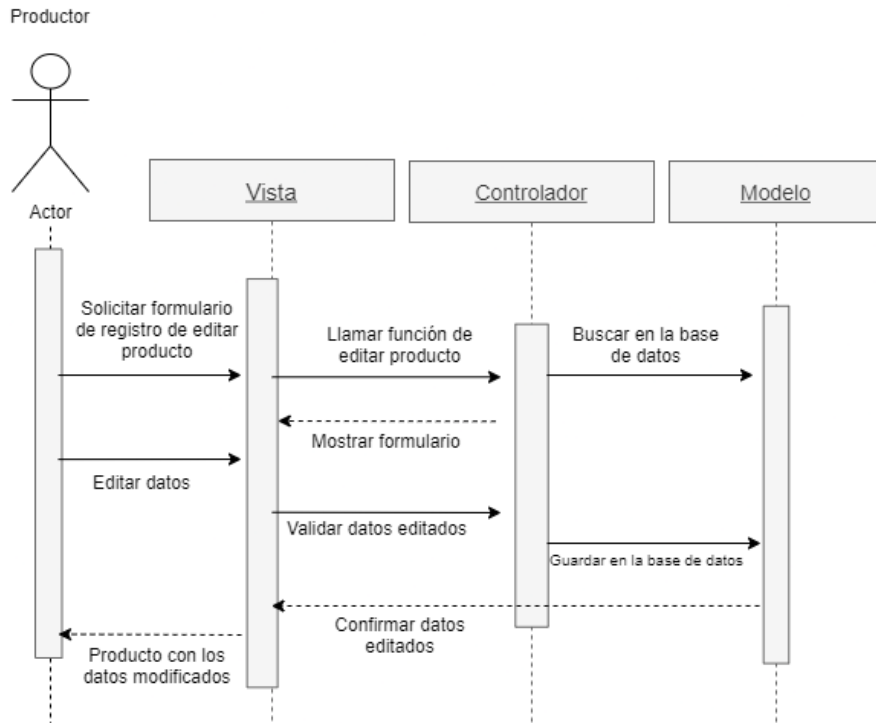 Productor
Actor
Vista
Controlador
Modelo
Solicitar formulario
de registro de editar
producto
Llamar función de
editar producto
Buscar en la base
de datos
Mostrar formulario
Editar datos
Validar datos editados
Guardar en la base de datos
Confirmar datos
editados
Producto con los
datos modificados